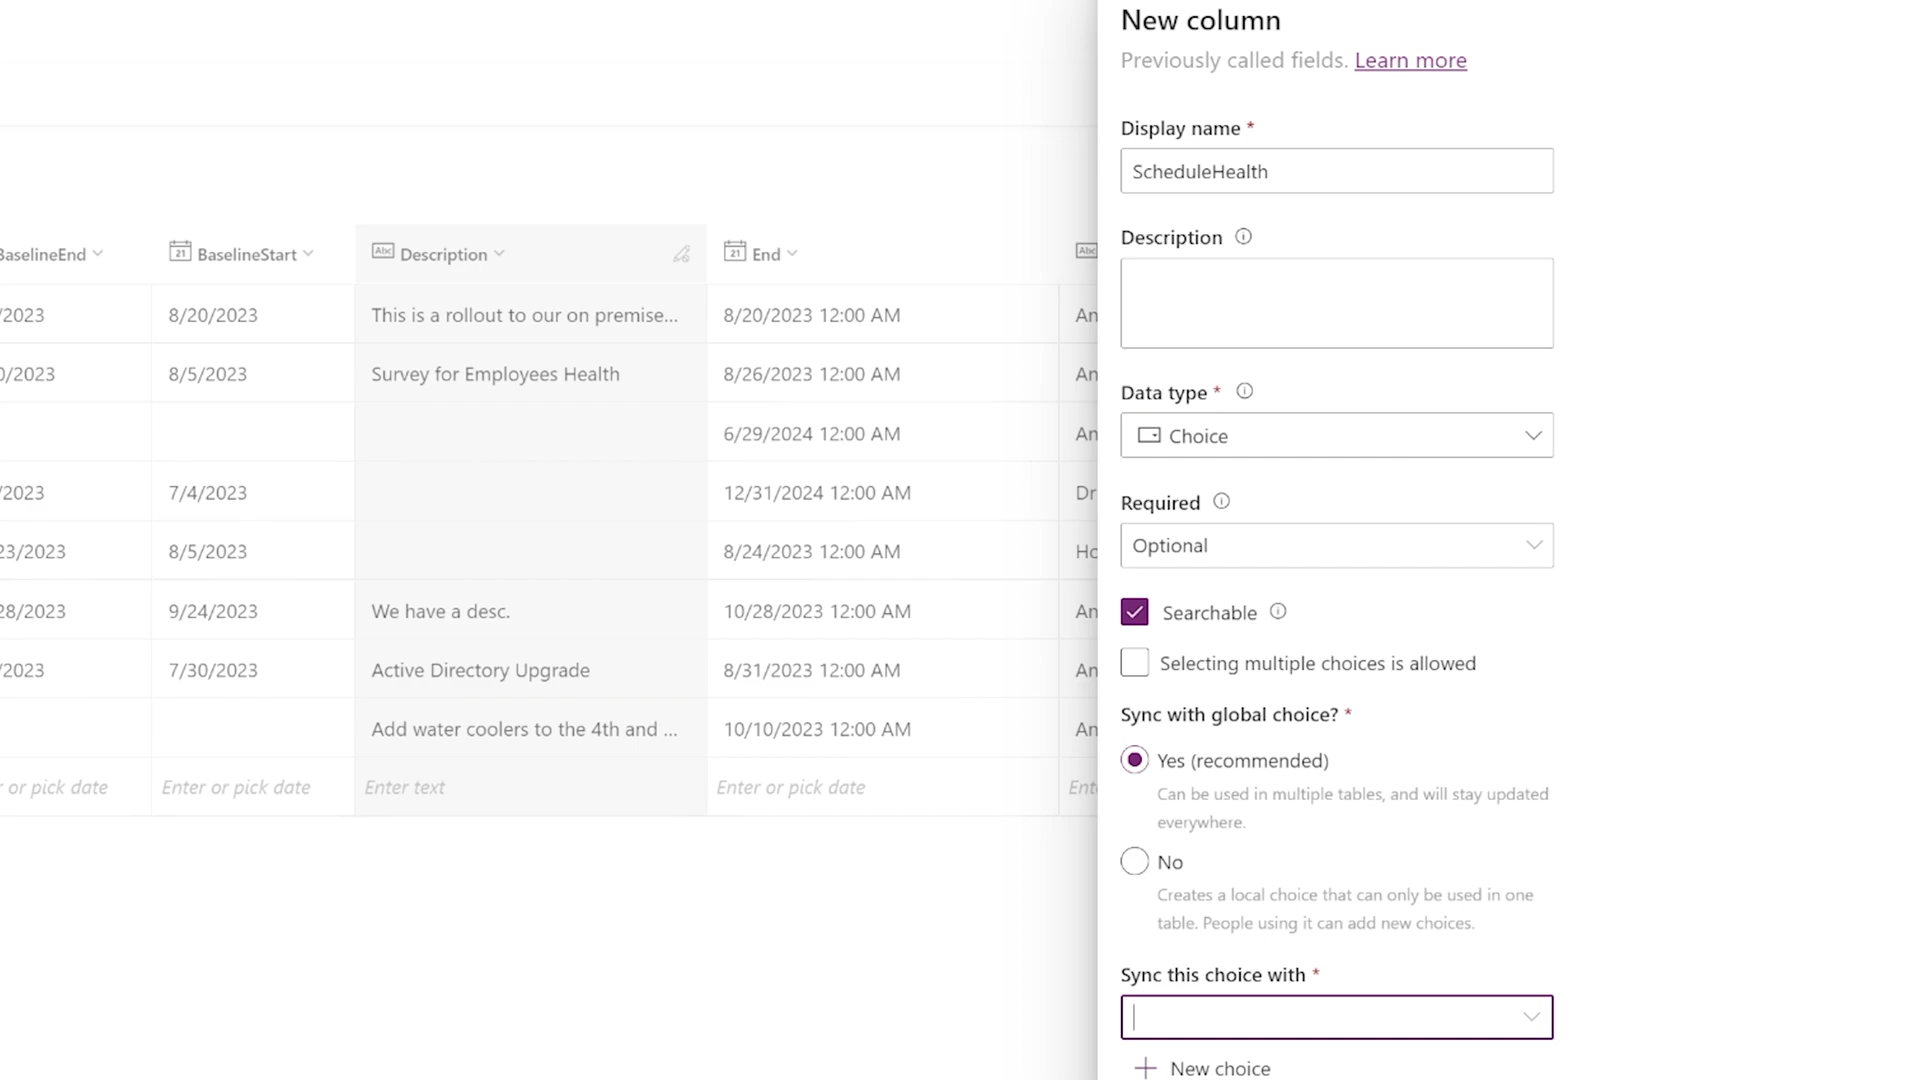 New column
Previously called fields. Learn more
Display name *
ScheduleHealth
Description
Data type *
Choice
Required
Optional
Searchable
Selecting multiple choices is allowed
Sync with global choice? *
Yes (recommended)
Can be used in multiple tables, and will stay updated
everywhere.
No
Creates a local choice that can only be used in one
table. People using it can add new choices.
Sync this choice with *
New choice
BaselineEnd 21 BaselineStart Abc Description 21 End Abc
/2023 8/20/2023 This is a rollout to our on premise... 8/20/2023 12:00 AM An
0/2023 8/5/2023 Survey for Employees Health 8/26/2023 12:00 AM An
6/29/2024 12:00 AM An
/2023 7/4/2023 12/31/2024 12:00 AM Dr
23/2023 8/5/2023 8/24/2023 12:00 AM Ho
28/2023 9/24/2023 We have a desc. 10/28/2023 12:00 AM An
/2023 7/30/2023 Active Directory Upgrade 8/31/2023 12:00 AM An
Add water coolers to the 4th and ... 10/10/2023 12:00 AM An
r or pick date Enter or pick date Enter text Enter or pick date Ent